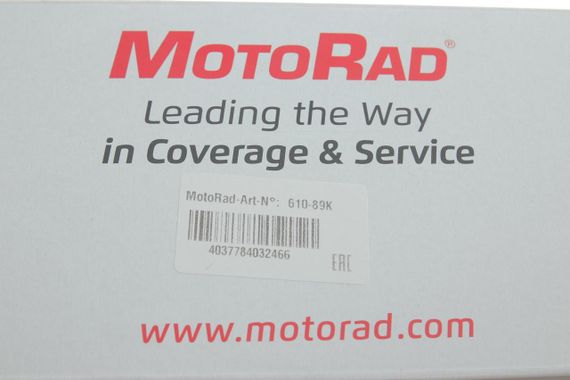 MOTORAD®
Leading the Way
in Coverage & Service
MotoRad-Art-N°: 610-89K
4037784032466
EAC
www.motorad.com